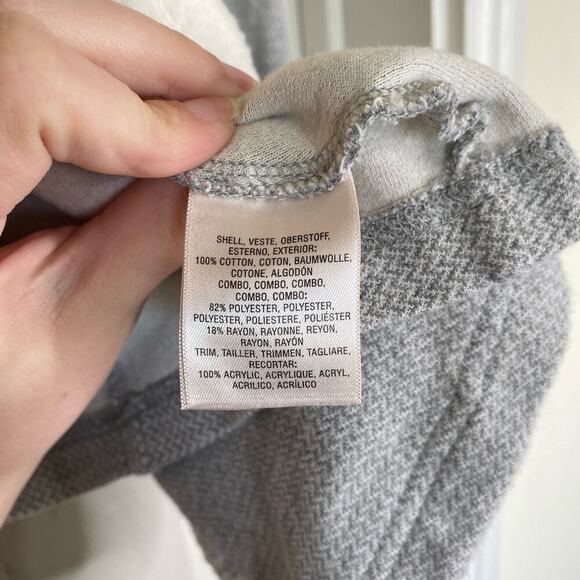 SHELL, VESTE, OBERSTOFF,
ESTERNO, EXTERIOR:
100% COTTON, COTON, BAUMWOLLE,
COTONE, ALGODÓN
COMBO, COMBO, COMBO,
COMBO, COMBO:
82% POLYESTER, POLYESTER,
POLYESTER, POLIESTERE, POLIÉSTER
18% RAYON, RAYONNE, REYON,
RAYON, RAYÓN
TRIM, TAILLER, TRIMMEN, TAGLIARE,
RECORTAR:
100% ACRYLIC, ACRYLIQUE, ACRYL,
ACRILICO, ACRÍLICO